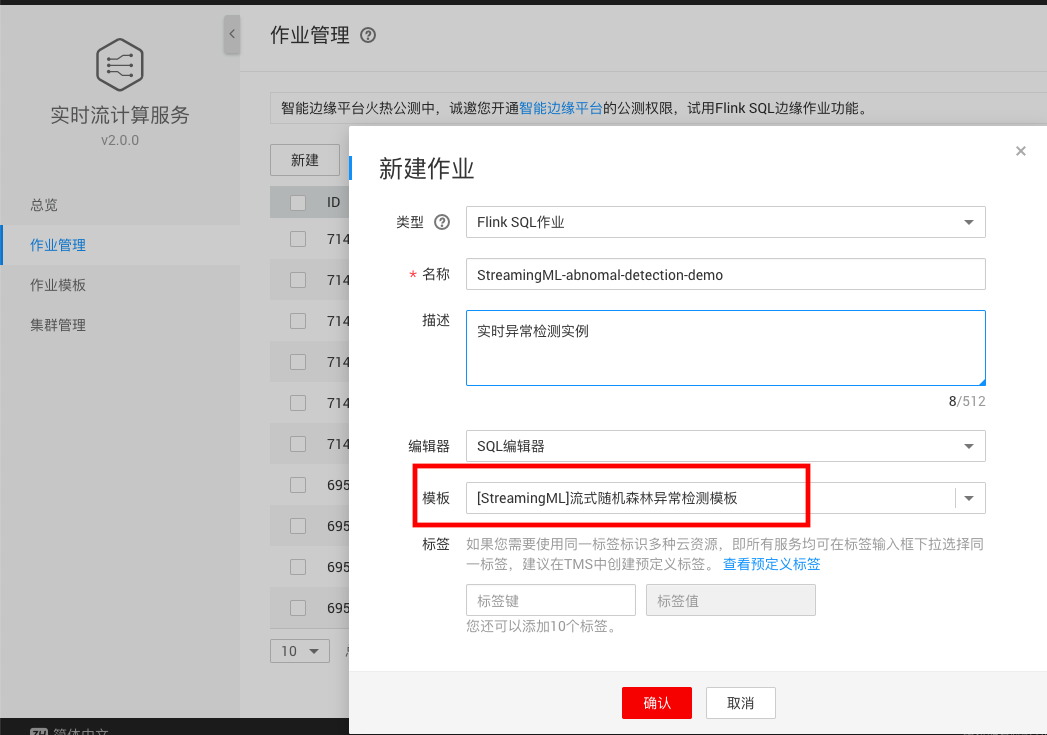 作业管理
实时流计算服务
v2.0.0
总览
作业管理
作业模板
集群管理
智能边缘平台火热公测中，诚邀您开通智能边缘平台的公测权限，试用Flink SQL边缘作业功能。
新建
ID
714
714
714
714
714
714
695
695
695
695
10
新建作业
类型
Flink SQL作业
* 名称
StreamingML-abnomal-detection-demo
描述
实时异常检测实例
8/512
编辑器
SQL编辑器
模板
[StreamingML]流式随机森林异常检测模板
标签
如果您需要使用同一标签标识多种云资源，即所有服务均可在标签输入框下拉选择同
一标签，建议在TMS中创建预定义标签。 查看预定义标签
标签键
标签值
您还可以添加10个标签。
确认
取消
简体中文